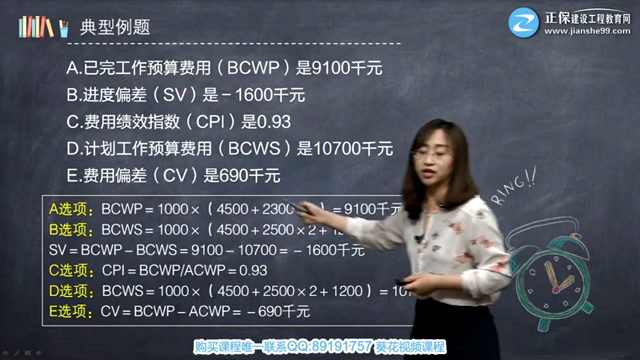 典型例题
正保建设工程教育网
www.jianshe99.com
A.已完工作预算费用（BCWP）是9100千元
B.进度偏差（SV）是－1600千元
C.费用绩效指数（CPI）是0.93
D.计划工作预算费用（BCWS）是10700千元
E.费用偏差（CV）是690千元
A选项：BCWP＝1000×（4500＋2300 ）＝9100千元
B选项：BCWS＝1000×（4500＋2500×2＋12
SV＝BCWP－BCWS＝9100－10700＝－1600千元
C选项：CPI＝BCWP/ACWP＝0.93
D选项：BCWS＝1000×（4500＋2500×2＋1200）＝107
E选项：CV＝BCWP－ACWP＝－690千元
RING!!
购买课程唯一联系QQ:89191757 葵花视频课程